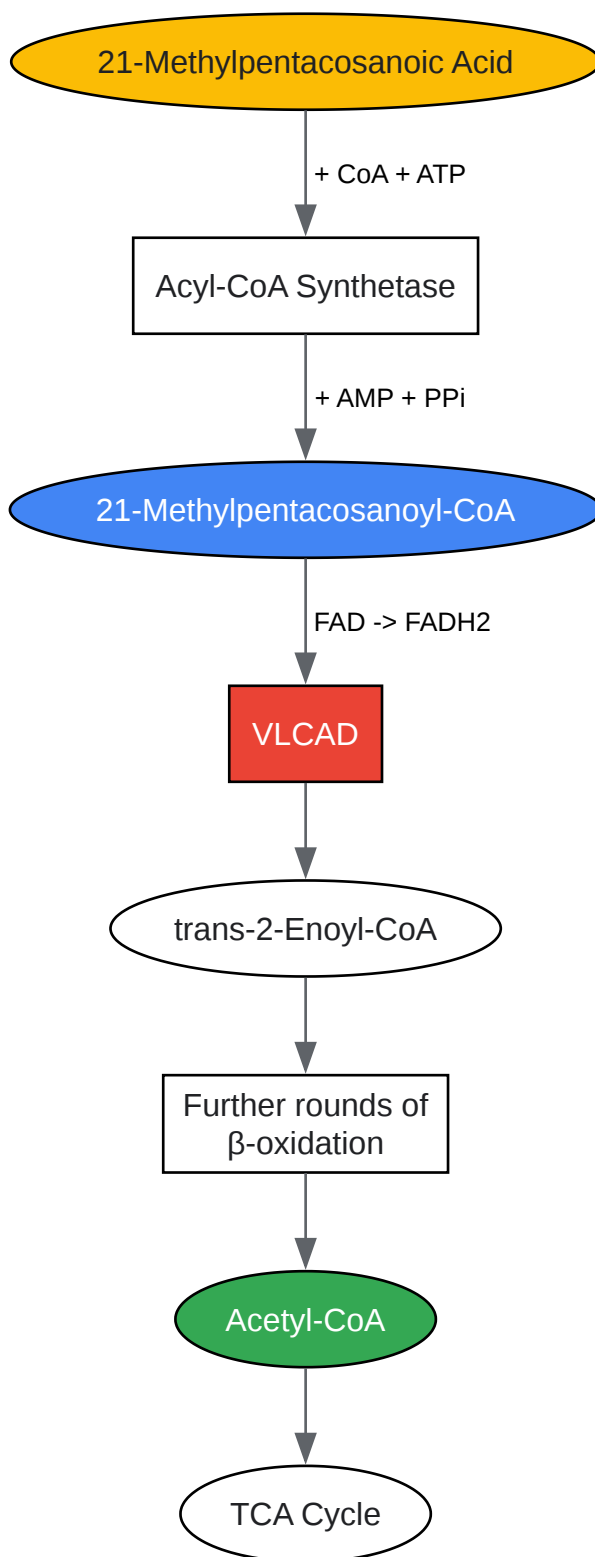 21-Methylpentacosanoic Acid
+ CoA + ATP
Acyl-CoA Synthetase
+ AMP + PPi
21-Methylpentacosanoyl-CoA
FAD -> FADH2
VLCAD
trans-2-Enoyl-CoA
Further rounds of
β-oxidation
Acetyl-CoA
TCA Cycle